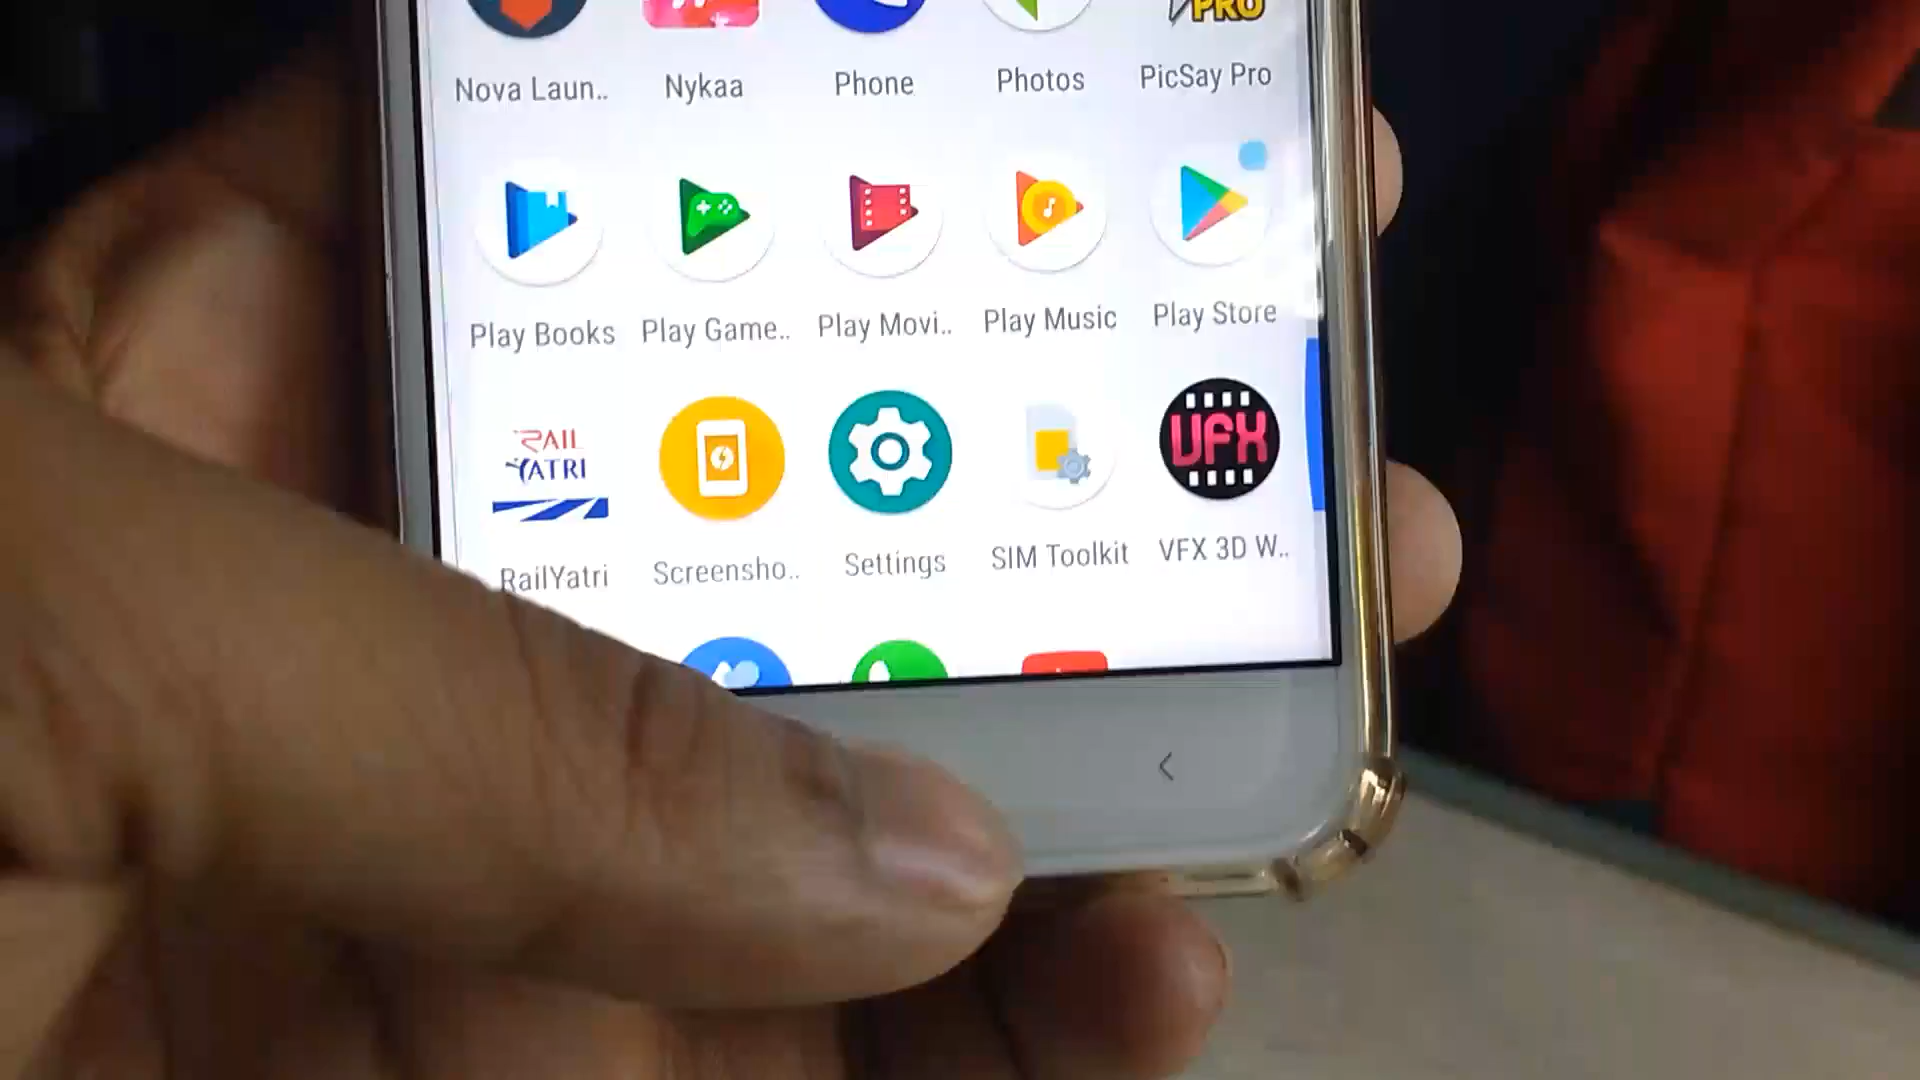 PRO
Nova Laun..
Nykaa
Phone
Photos
PicSay Pro
Play Books
Play Game..
Play Movi..
Play Music
Play Store
RAIL
YATRI
VFX
RailYatri
Screensho..
Settings
SIM Toolkit
VFX 3D W..